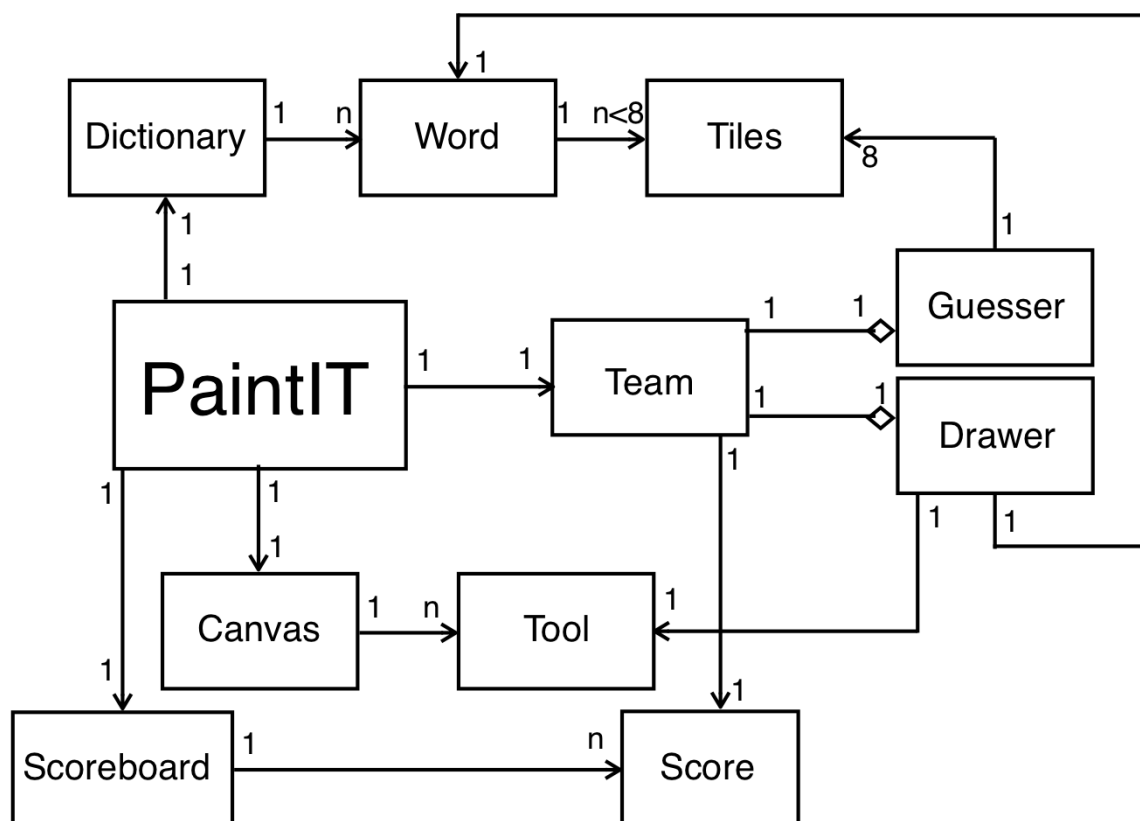 1
1 n 1 n<8
Dictionary Word Tiles
8
1 1
1
1 1 1
Guesser
PaintIT 1 1 Team
1 1
Drawer
1 1 1 1 1
1
1 n 1
Canvas Tool
1 1
1 n
Scoreboard Score